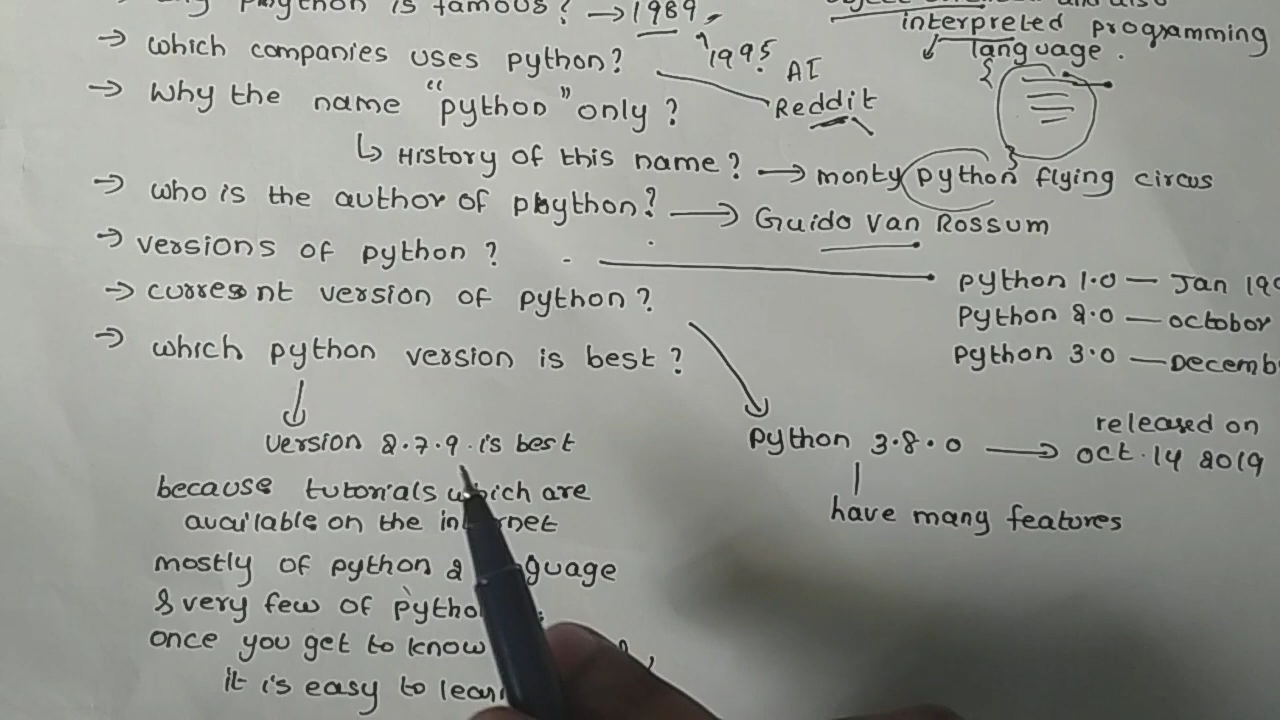 python is famous? → 1989
interpreted programming
language.
→ which companies uses python?
1995
AI
Reddit
→ Why the name "python" only?
↳ History of this name? → monty python flying circus
→ who is the author of python? → Guido Van Rossum
→ versions of python?
python 1.0 — Jan
→ current version of python?
Python 2.0 — october
→ which python version is best?
Python 3.0 —
version 2.7.9. is best
python 3.8.0 → released on
oct.14 2019
have many features
because tutorials which are
available on the
mostly of python 2
& very few of
once you get to know
it is easy to